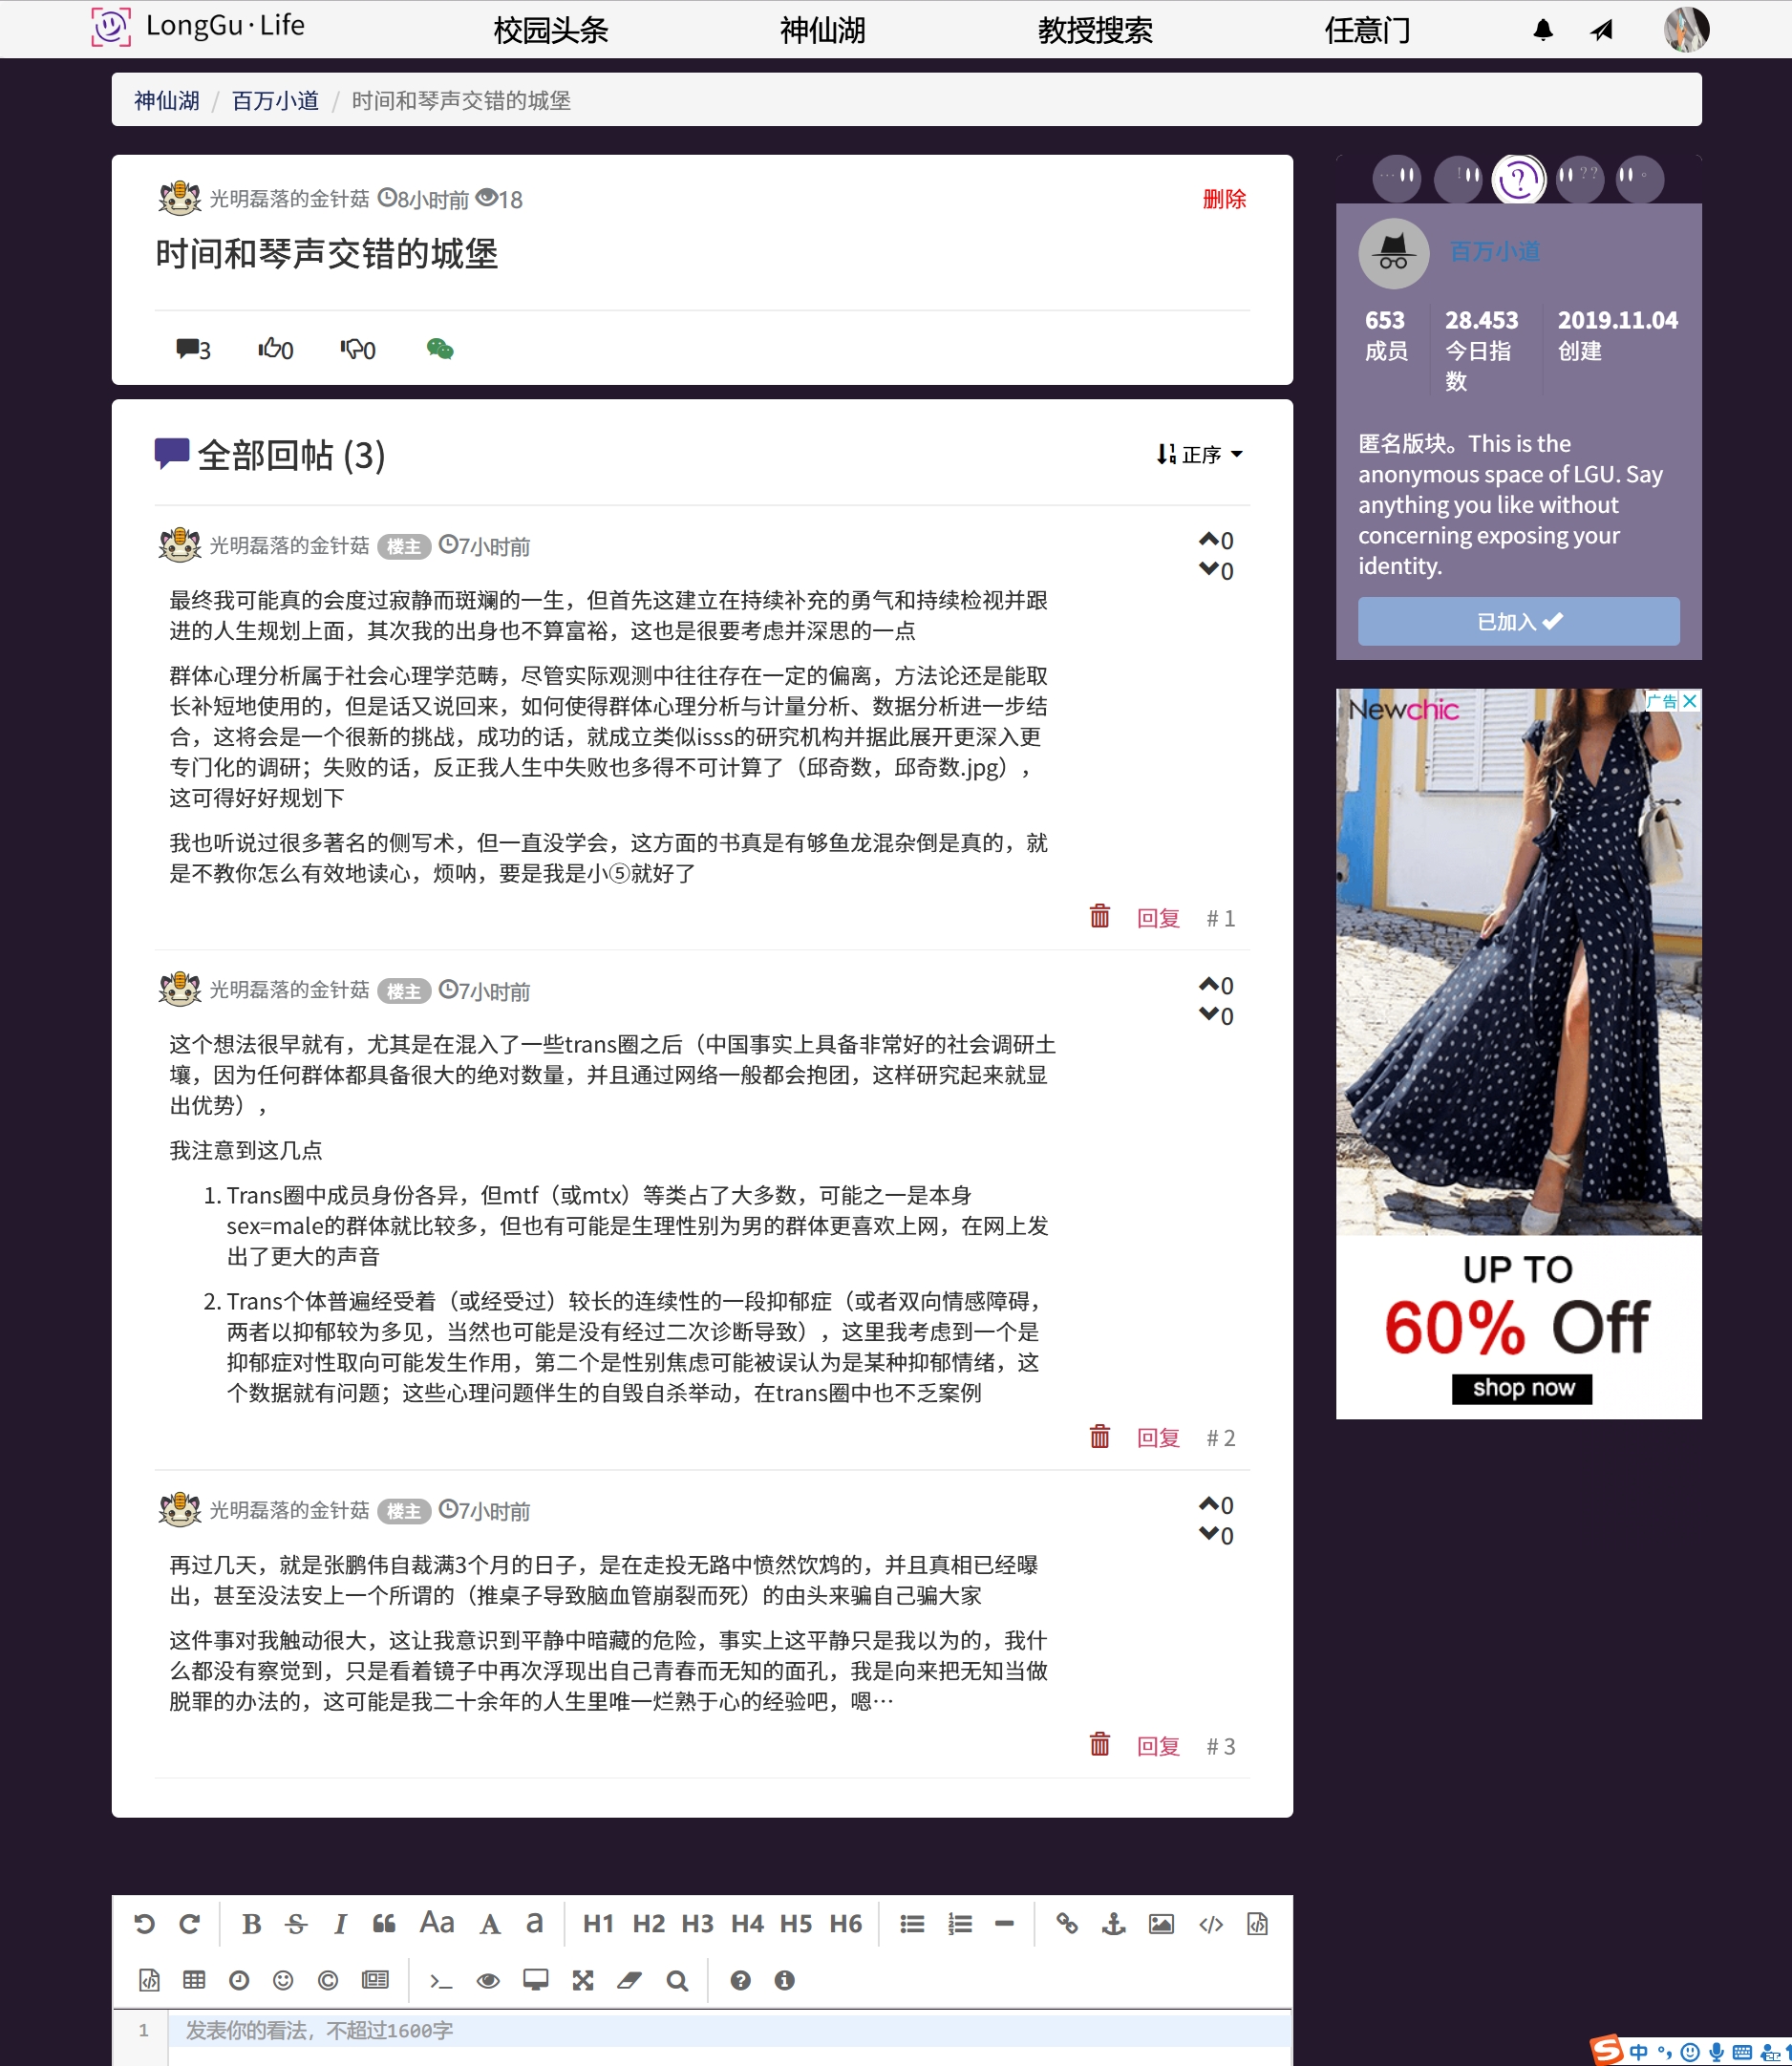 LongGu·Life 校园头条 神仙湖 教授搜索 任意门
神仙湖 / 百万小道 / 时间和琴声交错的城堡
光明磊落的金针菇 8小时前 18 删除
时间和琴声交错的城堡
3 0 0
全部回帖 (3) 正序
光明磊落的金针菇 楼主 7小时前 0
0
最终我可能真的会度过寂静而斑斓的一生，但首先这建立在持续补充的勇气和持续检视并跟
进的人生规划上面，其次我的出身也不算富裕，这也是很要考虑并深思的一点
群体心理分析属于社会心理学范畴，尽管实际观测中往往存在一定的偏离，方法论还是能取
长补短地使用的，但是话又说回来，如何使得群体心理分析与计量分析、数据分析进一步结
合，这将会是一个很新的挑战，成功的话，就成立类似isss的研究机构并据此展开更深入更
专门化的调研；失败的话，反正我人生中失败也多得不可计算了（邱奇数，邱奇数.jpg），
这可得好好规划下
我也听说过很多著名的侧写术，但一直没学会，这方面的书真是有够鱼龙混杂倒是真的，就
是不教你怎么有效地读心，烦呐，要是我是小⑤就好了
回复 # 1
光明磊落的金针菇 楼主 7小时前 0
0
这个想法很早就有，尤其是在混入了一些trans圈之后（中国事实上具备非常好的社会调研土
壤，因为任何群体都具备很大的绝对数量，并且通过网络一般都会抱团，这样研究起来就显
出优势），
我注意到这几点
1. Trans圈中成员身份各异，但mtf（或mtx）等类占了大多数，可能之一是本身
sex=male的群体就比较多，但也有可能是生理性别为男的群体更喜欢上网，在网上发
出了更大的声音
2. Trans个体普遍经受着（或经受过）较长的连续性的一段抑郁症（或者双向情感障碍，
两者以抑郁较为多见，当然也可能是没有经过二次诊断导致），这里我考虑到一个是
抑郁症对性取向可能发生作用，第二个是性别焦虑可能被误认为是某种抑郁情绪，这
个数据就有问题；这些心理问题伴生的自毁自杀举动，在trans圈中也不乏案例
回复 # 2
光明磊落的金针菇 楼主 7小时前 0
0
再过几天，就是张鹏伟自裁满3个月的日子，是在走投无路中愤然饮鸩的，并且真相已经曝
出，甚至没法安上一个所谓的（推桌子导致脑血管崩裂而死）的由头来骗自己骗大家
这件事对我触动很大，这让我意识到平静中暗藏的危险，事实上这平静只是我以为的，我什
么都没有察觉到，只是看着镜子中再次浮现出自己青春而无知的面孔，我是向来把无知当做
脱罪的办法的，这可能是我二十余年的人生里唯一烂熟于心的经验吧，嗯…
回复 # 3
B S I Aa A a H1 H2 H3 H4 H5 H6
1 发表你的看法，不超过1600字
百万小道
653 28.453 2019.11.04
成员 今日指 创建
数
匿名版块。This is the
anonymous space of LGU. Say
anything you like without
concerning exposing your
identity.
已加入
Newchic 广告
UP TO
60% Off
shop now
S 中